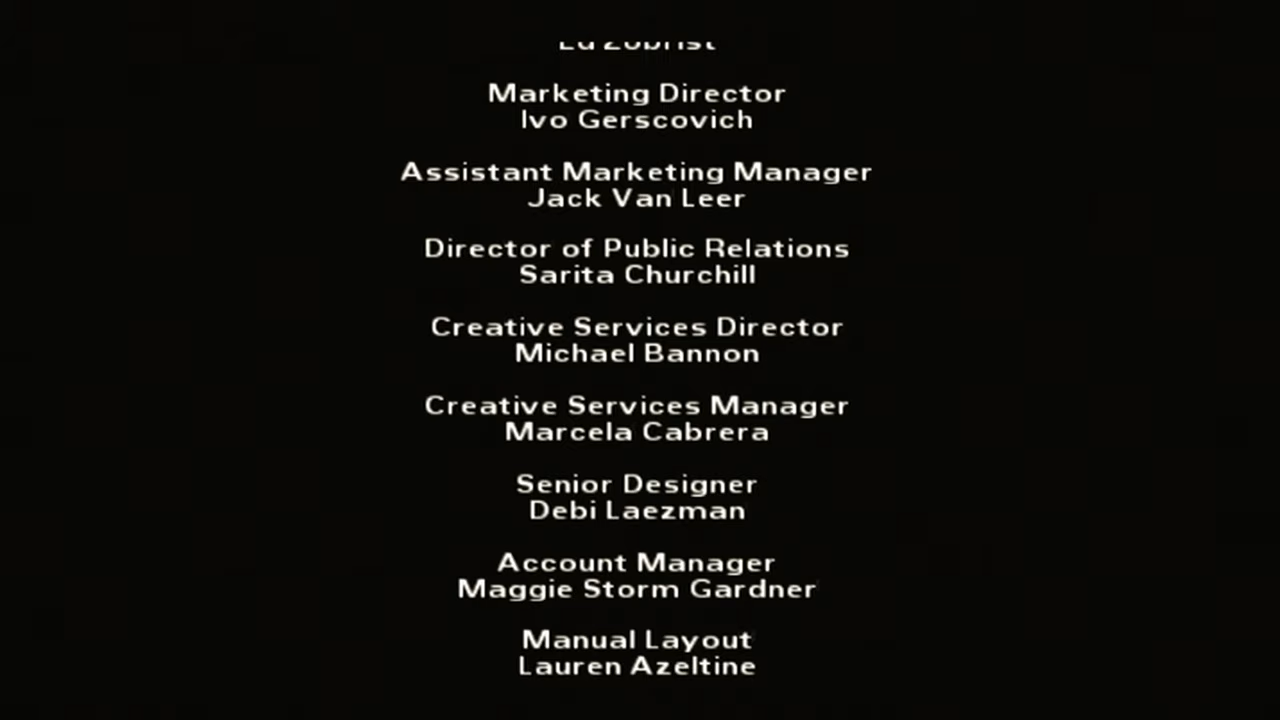 Ed Zobrist
Marketing Director
Ivo Gerscovich
Assistant Marketing Manager
Jack Van Leer
Director of Public Relations
Sarita Churchill
Creative Services Director
Michael Bannon
Creative Services Manager
Marcela Cabrera
Senior Designer
Debi Laezman
Account Manager
Maggie Storm Gardner
Manual Layout
Lauren Azeltine